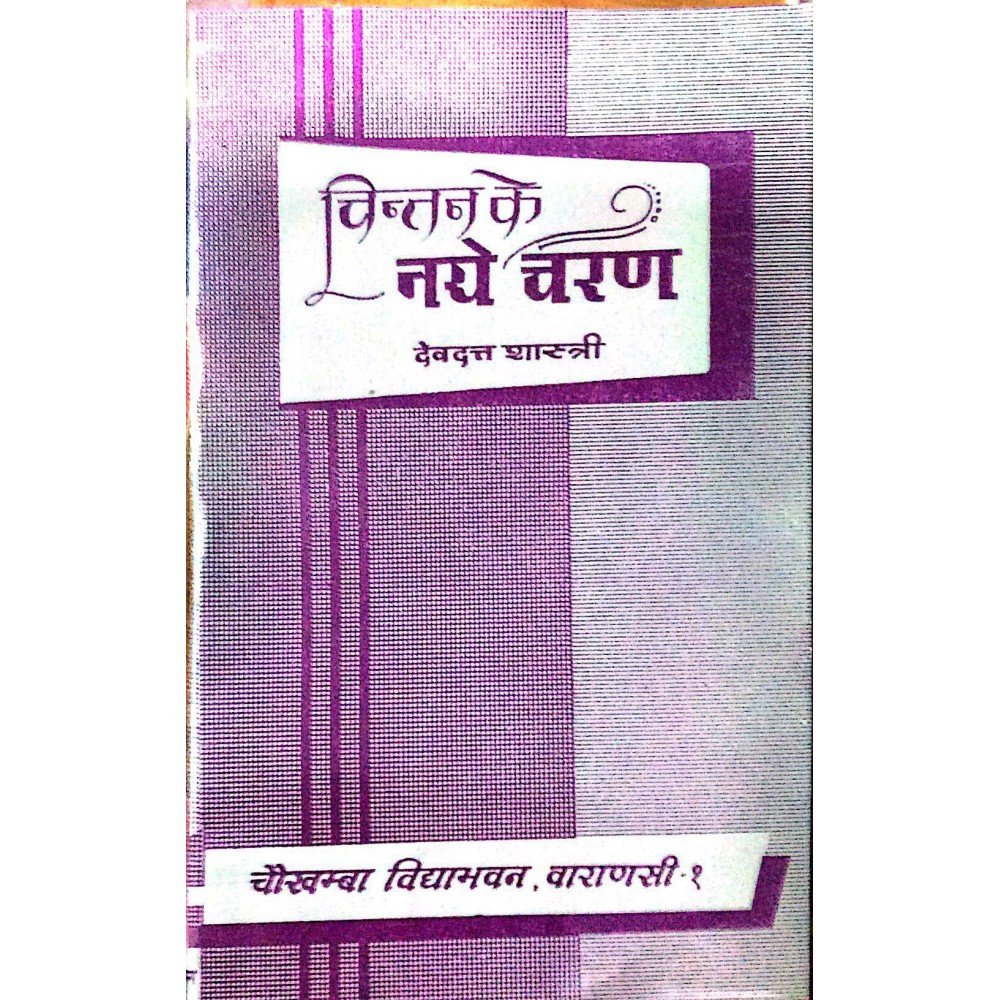 चिन्तन के
नये चरण
देवदत्त शास्त्री
चौखम्बा विद्याभवन, वाराणसी-१